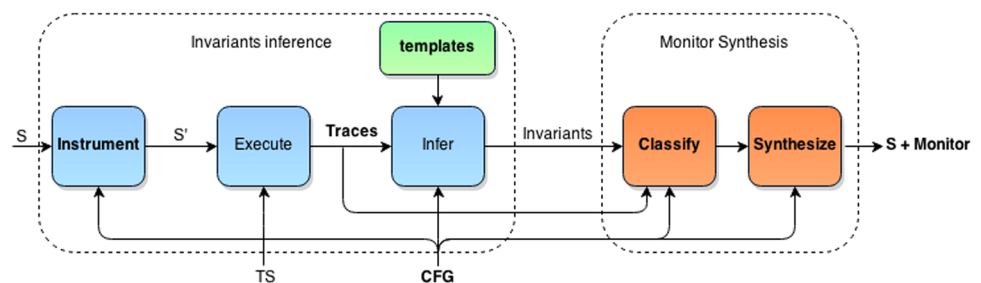 Invariants inference
Monitor Synthesis
templates
S
Instrument
S'
Execute
Traces
Infer
Invariants
Classify
Synthesize
S + Monitor
TS
CFG